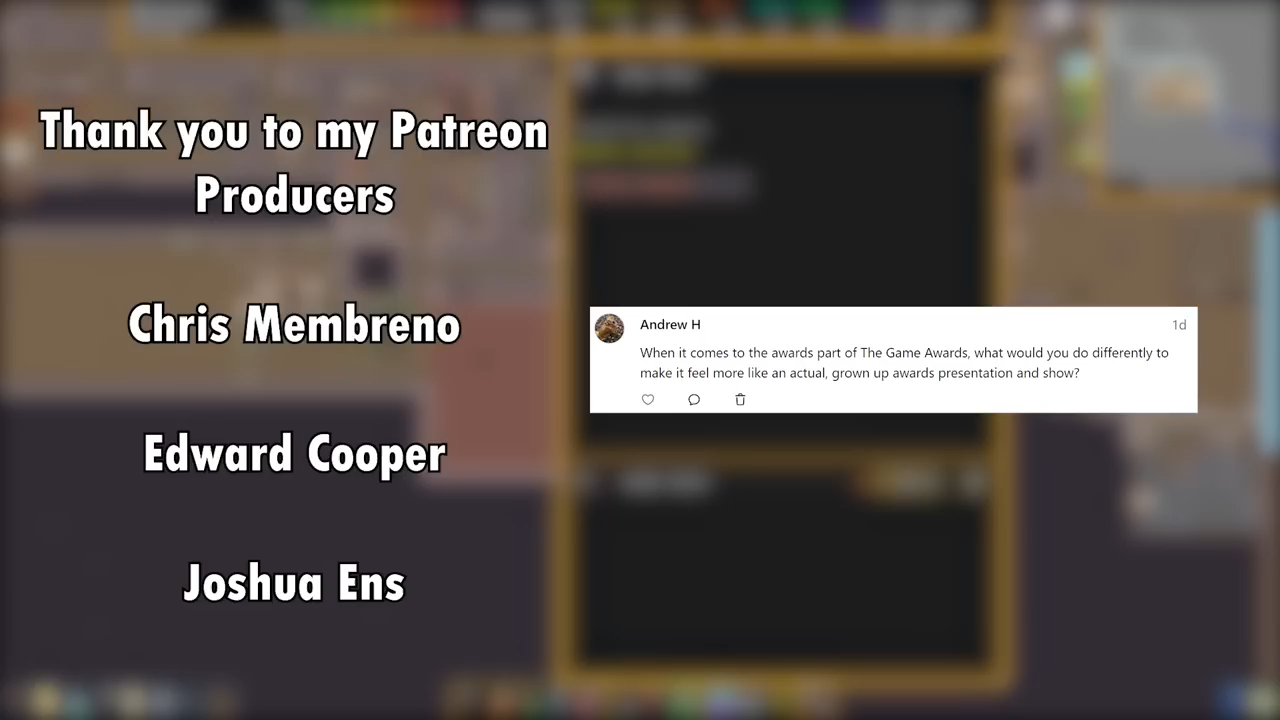 Thank you to my Patreon
Producers
Chris Membreno
Edward Cooper
Joshua Ens
Andrew H
1d
When it comes to the awards part of The Game Awards, what would you do differently to
make it feel more like an actual, grown up awards presentation and show?